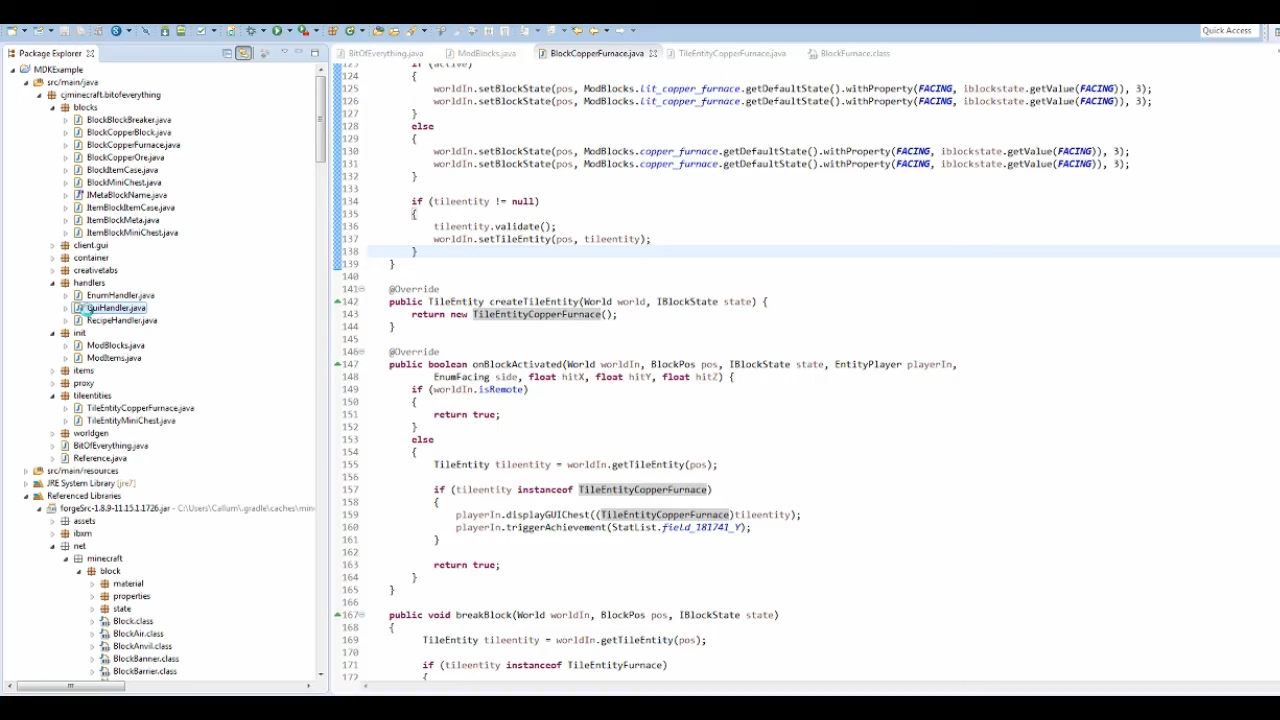 Quick Access
Package Explorer
BitOfEverything.java
ModBlocks.java
BlockCopperFurnace.java
TileEntityCopperFurnace.java
BlockFurnace.class
MDKExample
src/main/java
cjminecraft.bitofeverything
blocks
BlockBlockBreaker.java
BlockCopperBlock.java
BlockCopperFurnace.java
BlockCopperOre.java
BlockItemCase.java
BlockMiniChest.java
IMetaBlockName.java
ItemBlockItemCase.java
ItemBlockMeta.java
ItemBlockMiniChest.java
client.gui
container
creativetabs
handlers
EnumHandler.java
GuiHandler.java
RecipeHandler.java
init
ModBlocks.java
ModItems.java
items
proxy
tileentities
TileEntityCopperFurnace.java
TileEntityMiniChest.java
worldgen
BitOfEverything.java
Reference.java
src/main/resources
JRE System Library [jre7]
Referenced Libraries
forgeSrc-1.8.9-11.15.1.1726.jar - C:\Users\Callum\.gradle\caches\min
assets
ibxm
net
minecraft
block
material
properties
state
Block.class
BlockAir.class
BlockAnvil.class
BlockBanner.class
BlockBarrier.class
123 if (active)
124 {
125 worldIn.setBlockState(pos, ModBlocks.lit_copper_furnace.getDefaultState().withProperty(FACING, iblockstate.getValue(FACING)), 3);
126 worldIn.setBlockState(pos, ModBlocks.lit_copper_furnace.getDefaultState().withProperty(FACING, iblockstate.getValue(FACING)), 3);
127 }
128 else
129 {
130 worldIn.setBlockState(pos, ModBlocks.copper_furnace.getDefaultState().withProperty(FACING, iblockstate.getValue(FACING)), 3);
131 worldIn.setBlockState(pos, ModBlocks.copper_furnace.getDefaultState().withProperty(FACING, iblockstate.getValue(FACING)), 3);
132 }
133
134 if (tileentity != null)
135 {
136 tileentity.validate();
137 worldIn.setTileEntity(pos, tileentity);
138 }
139 }
140
141 @Override
142 public TileEntity createTileEntity(World world, IBlockState state) {
143 return new TileEntityCopperFurnace();
144 }
145
146 @Override
147 public boolean onBlockActivated(World worldIn, BlockPos pos, IBlockState state, EntityPlayer playerIn,
148 EnumFacing side, float hitX, float hitY, float hitZ) {
149 if (worldIn.isRemote)
150 {
151 return true;
152 }
153 else
154 {
155 TileEntity tileentity = worldIn.getTileEntity(pos);
156
157 if (tileentity instanceof TileEntityCopperFurnace)
158 {
159 playerIn.displayGUIChest((TileEntityCopperFurnace)tileentity);
160 playerIn.triggerAchievement(StatList.field_181741_Y);
161 }
162
163 return true;
164 }
165 }
166
167 public void breakBlock(World worldIn, BlockPos pos, IBlockState state)
168 {
169 TileEntity tileentity = worldIn.getTileEntity(pos);
170
171 if (tileentity instanceof TileEntityFurnace)
172 {